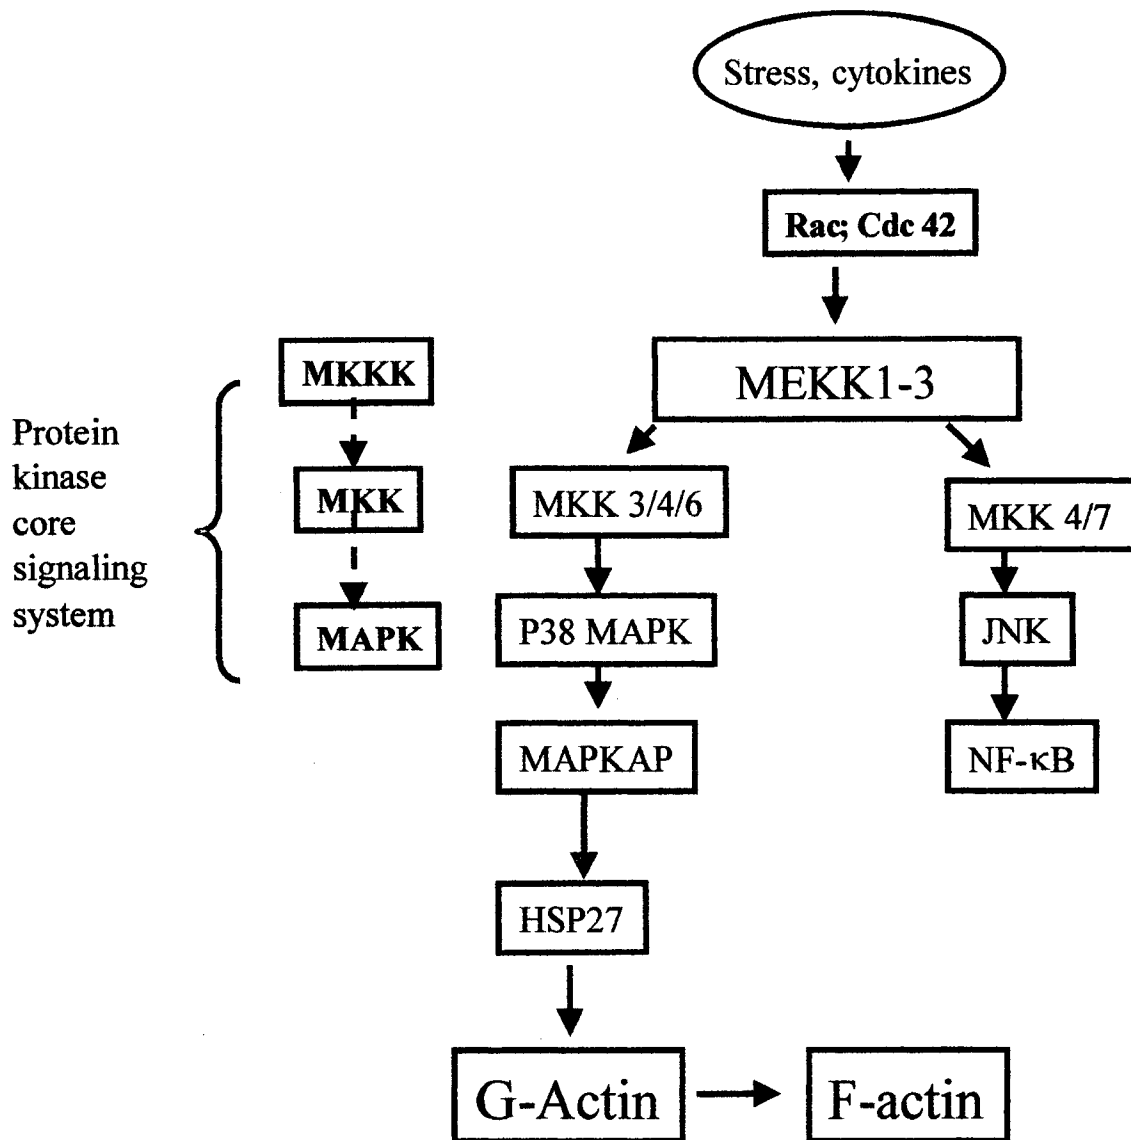 Stress, cytokines
Rac; Cdc 42
MEKK1-3
Protein
kinase
core
signaling
system
MKKK
MKK
MAPK
MKK 3/4/6
P38 MAPK
MAPKAP
HSP27
G-Actin
F-actin
MKK 4/7
JNK
NF-κB